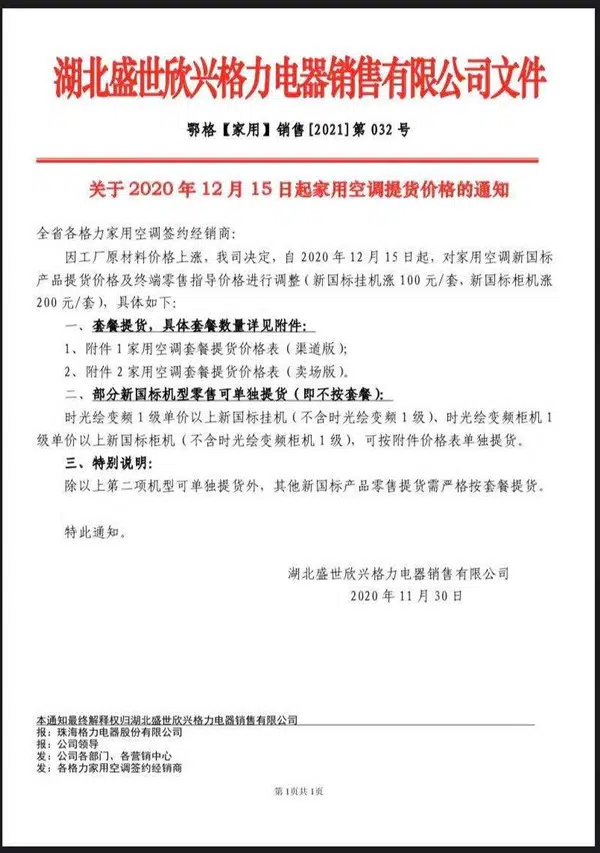 湖北盛世欣兴格力电器销售有限公司文件
鄂格【家用】销售[2021]第 032 号
关于 2020 年 12 月 15 日起家用空调提货价格的通知
全省各格力家用空调签约经销商:
因工厂原材料价格上涨，我司决定，自 2020 年 12 月 15 日起，对家用空调新国标
产品提货价格及终端零售指导价格进行调整（新国标挂机涨 100 元/套，新国标柜机涨
200 元/套），具体如下:
一、套餐提货，具体套餐数量详见附件:
1、附件 1 家用空调套餐提货价格表（渠道版）;
2、附件 2 家用空调套餐提货价格表（卖场版）。
二、部分新国标机型零售可单独提货（即不按套餐）:
时光绘变频 1 级单价以上新国标挂机（不含时光绘变频 1 级）、时光绘变频柜机 1
级单价以上新国标柜机（不含时光绘变频柜机 1 级），可按附件价格表单独提货。
三、特别说明:
除以上第二项机型可单独提货外，其他新国标产品零售提货需严格按套餐提货。
特此通知。
湖北盛世欣兴格力电器销售有限公司
2020 年 11 月 30 日
本通知最终解释权归湖北盛世欣兴格力电器销售有限公司
报: 珠海格力电器股份有限公司
报: 公司领导
发: 公司各部门、各营销中心
发: 各格力家用空调签约经销商
第 1页共 1页